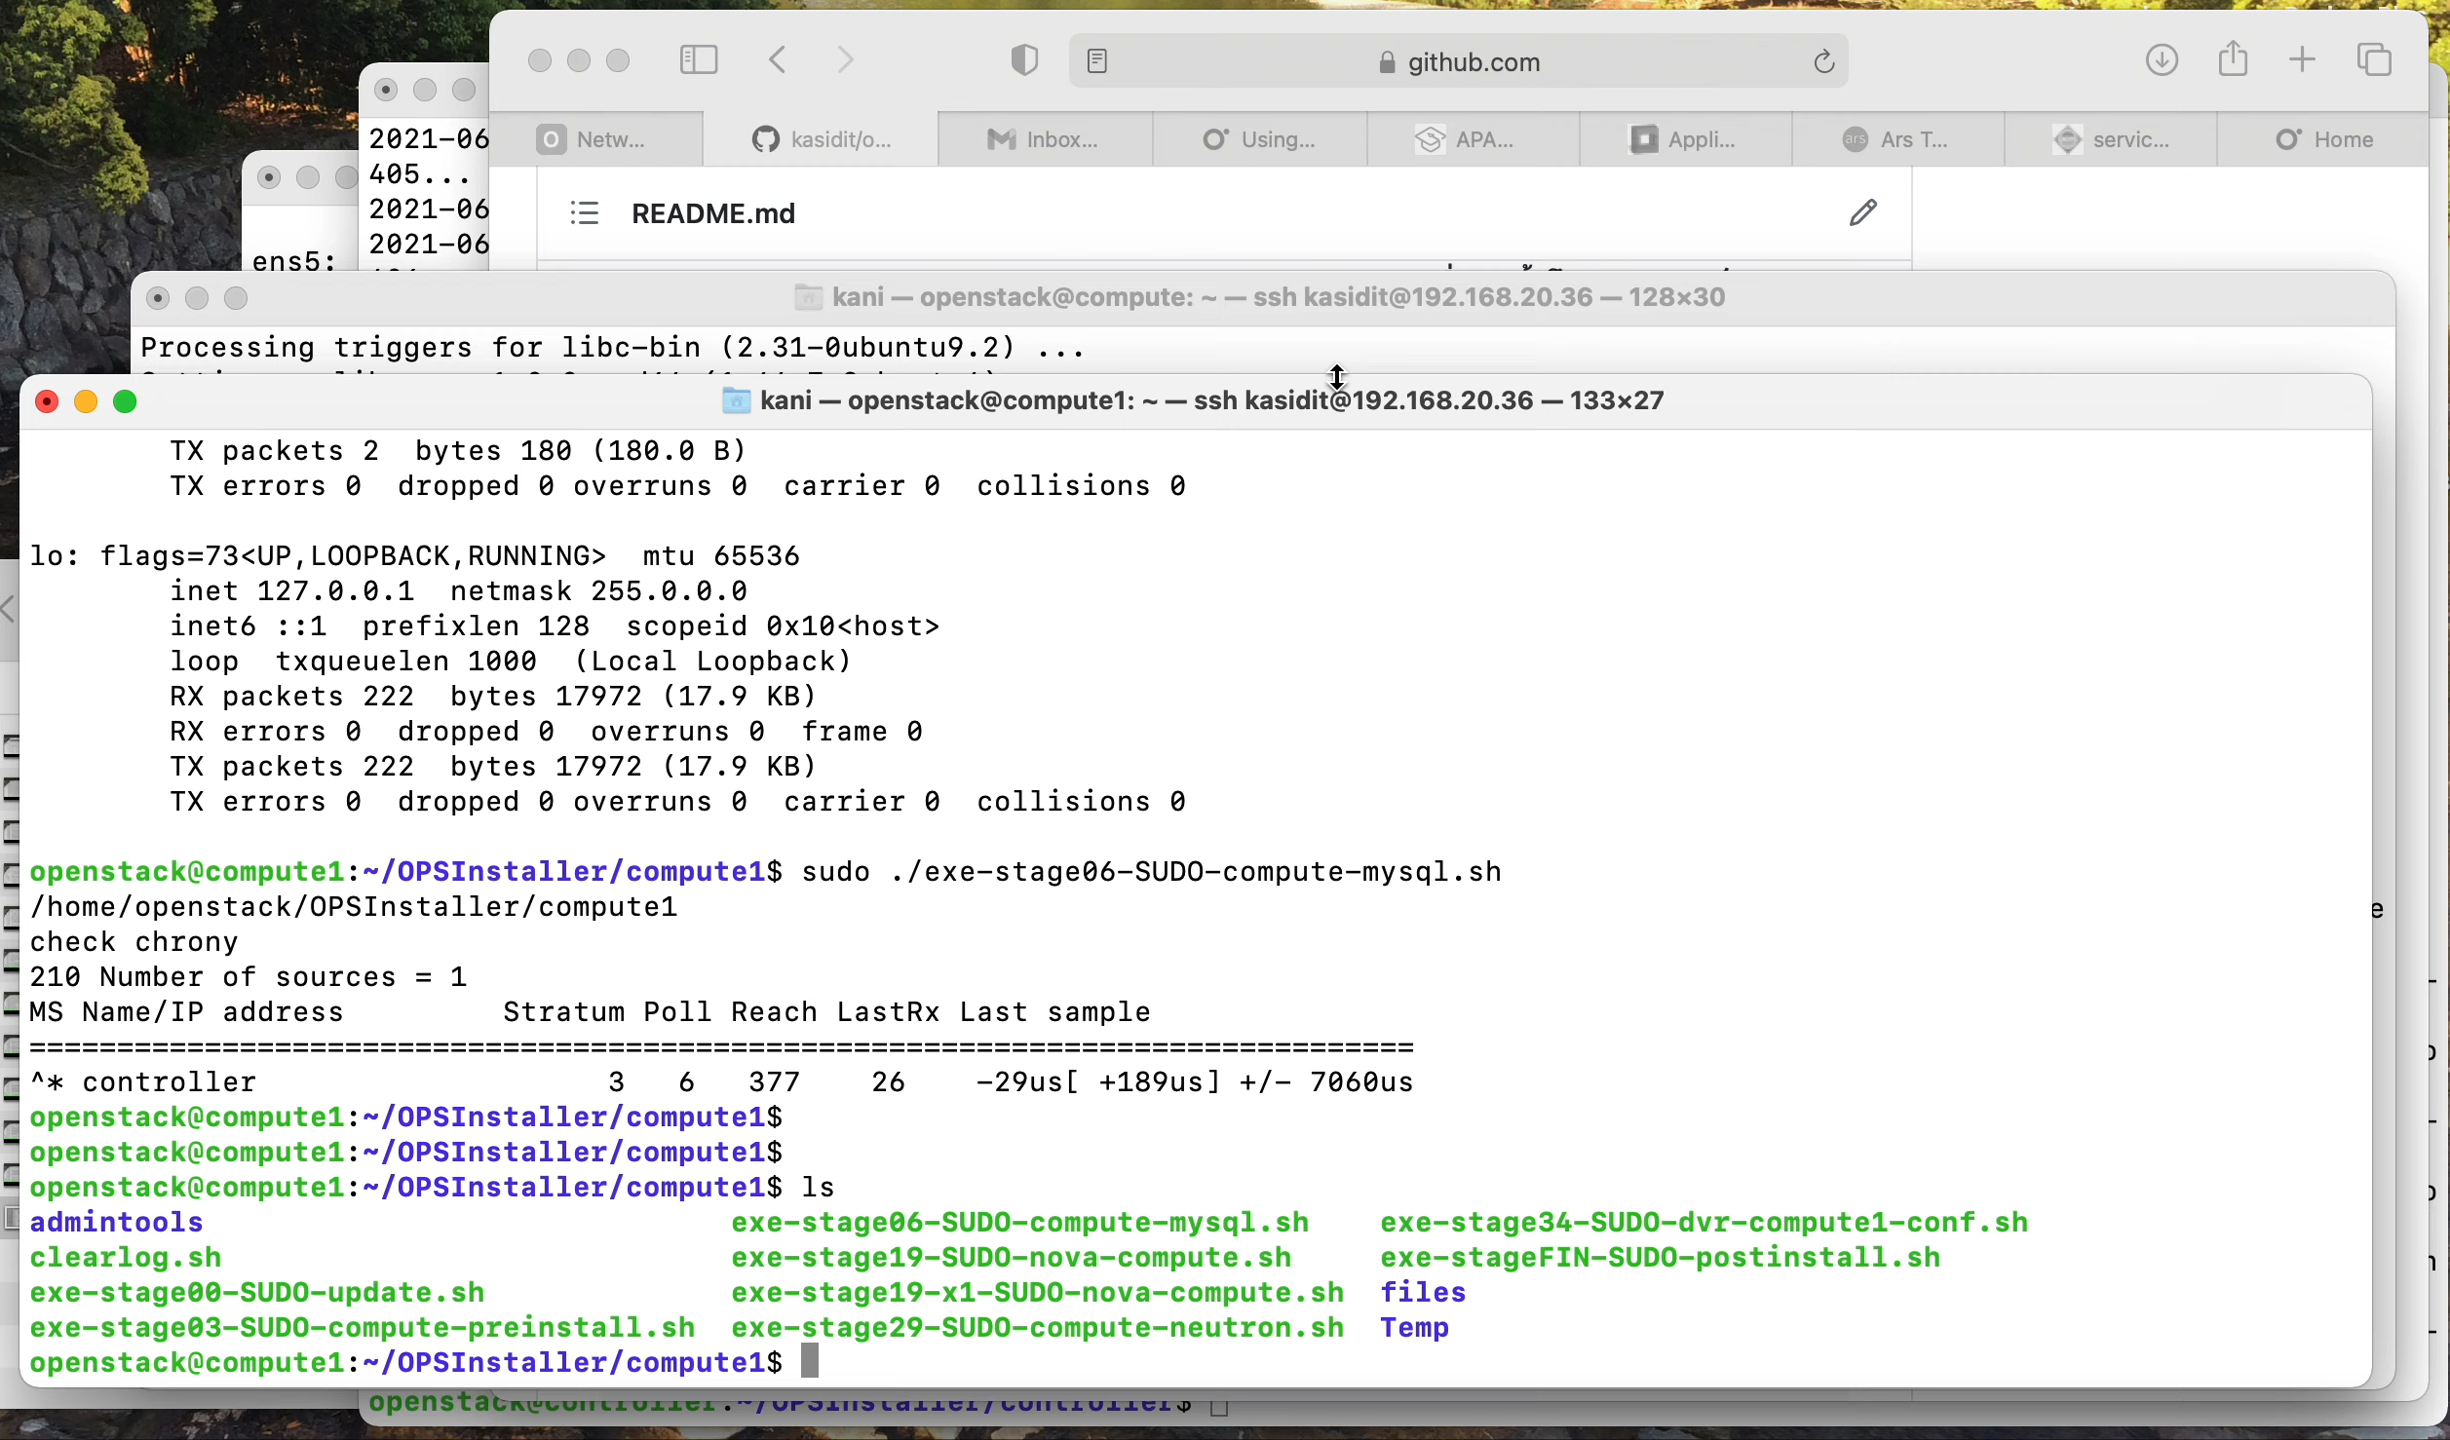 github.com
Netw...
kasidit/o...
Inbox...
Using...
APA...
Appli...
Ars T...
servic...
Home
2021-06
405...
2021-06
2021-06
README.md
ens5:
kani — openstack@compute: ~ — ssh kasidit@192.168.20.36 — 128×30
Processing triggers for libc-bin (2.31-0ubuntu9.2) ...
kani — openstack@compute1: ~ — ssh kasidit@192.168.20.36 — 133×27
TX packets 2  bytes 180 (180.0 B)
TX errors 0  dropped 0 overruns 0  carrier 0  collisions 0
lo: flags=73<UP,LOOPBACK,RUNNING>  mtu 65536
inet 127.0.0.1  netmask 255.0.0.0
inet6 ::1  prefixlen 128  scopeid 0x10<host>
loop  txqueuelen 1000  (Local Loopback)
RX packets 222  bytes 17972 (17.9 KB)
RX errors 0  dropped 0  overruns 0  frame 0
TX packets 222  bytes 17972 (17.9 KB)
TX errors 0  dropped 0 overruns 0  carrier 0  collisions 0
openstack@compute1:~/OPSInstaller/compute1$ sudo ./exe-stage06-SUDO-compute-mysql.sh
/home/openstack/OPSInstaller/compute1
check chrony
210 Number of sources = 1
MS Name/IP address         Stratum Poll Reach LastRx Last sample
===============================================================================
^* controller                    3   6   377    26    -29us[ +189us] +/- 7060us
openstack@compute1:~/OPSInstaller/compute1$
openstack@compute1:~/OPSInstaller/compute1$
openstack@compute1:~/OPSInstaller/compute1$ ls
admintools                              exe-stage06-SUDO-compute-mysql.sh    exe-stage34-SUDO-dvr-compute1-conf.sh
clearlog.sh                             exe-stage19-SUDO-nova-compute.sh     exe-stageFIN-SUDO-postinstall.sh
exe-stage00-SUDO-update.sh              exe-stage19-x1-SUDO-nova-compute.sh  files
exe-stage03-SUDO-compute-preinstall.sh  exe-stage29-SUDO-compute-neutron.sh  Temp
openstack@compute1:~/OPSInstaller/compute1$
openstack@controller:~/OPSInstaller/controller$